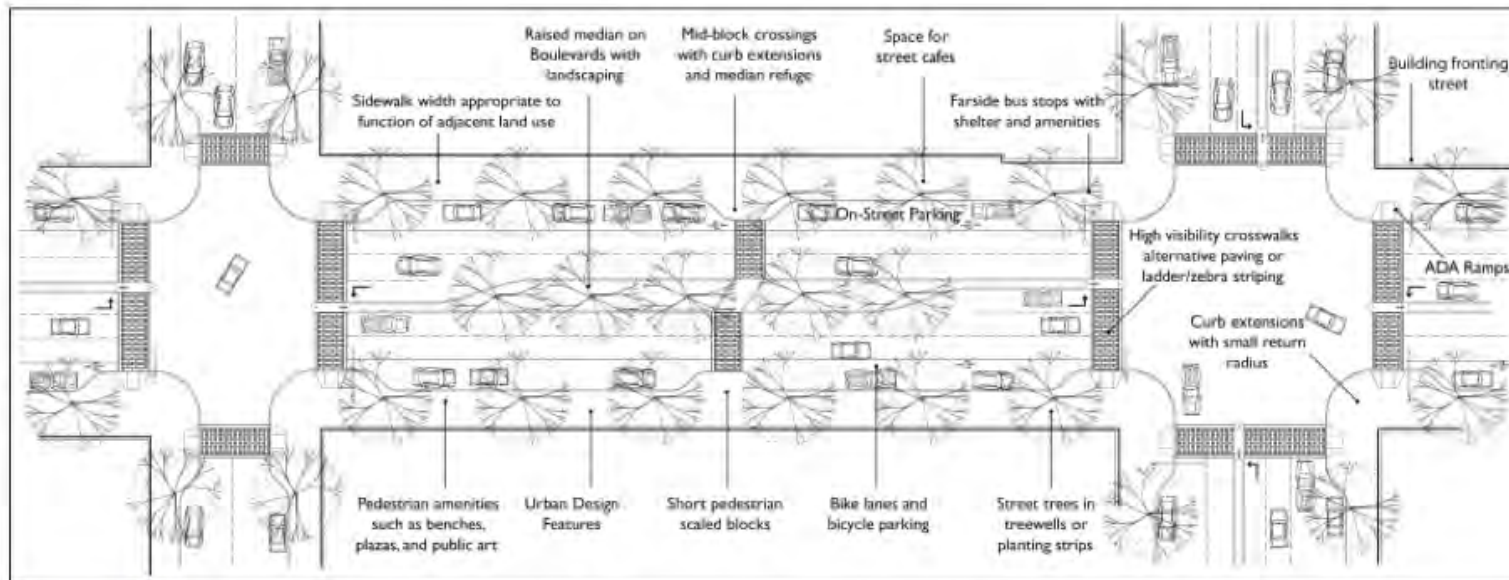 Raised median on
Boulevards with
landscaping
Mid-block crossings
with curb extensions
and median refuge
Space for
street cafes
Building fronting
street
Sidewalk width appropriate to
function of adjacent land use
Farside bus stops with
shelter and amenities
On-Street Parking
High visibility crosswalks
alternative paving or
ladder/zebra striping
ADA Ramps
Curb extensions
with small return
radius
Pedestrian amenities
such as benches,
plazas, and public art
Urban Design
Features
Short pedestrian
scaled blocks
Bike lanes and
bicycle parking
Street trees in
treewells or
planting strips